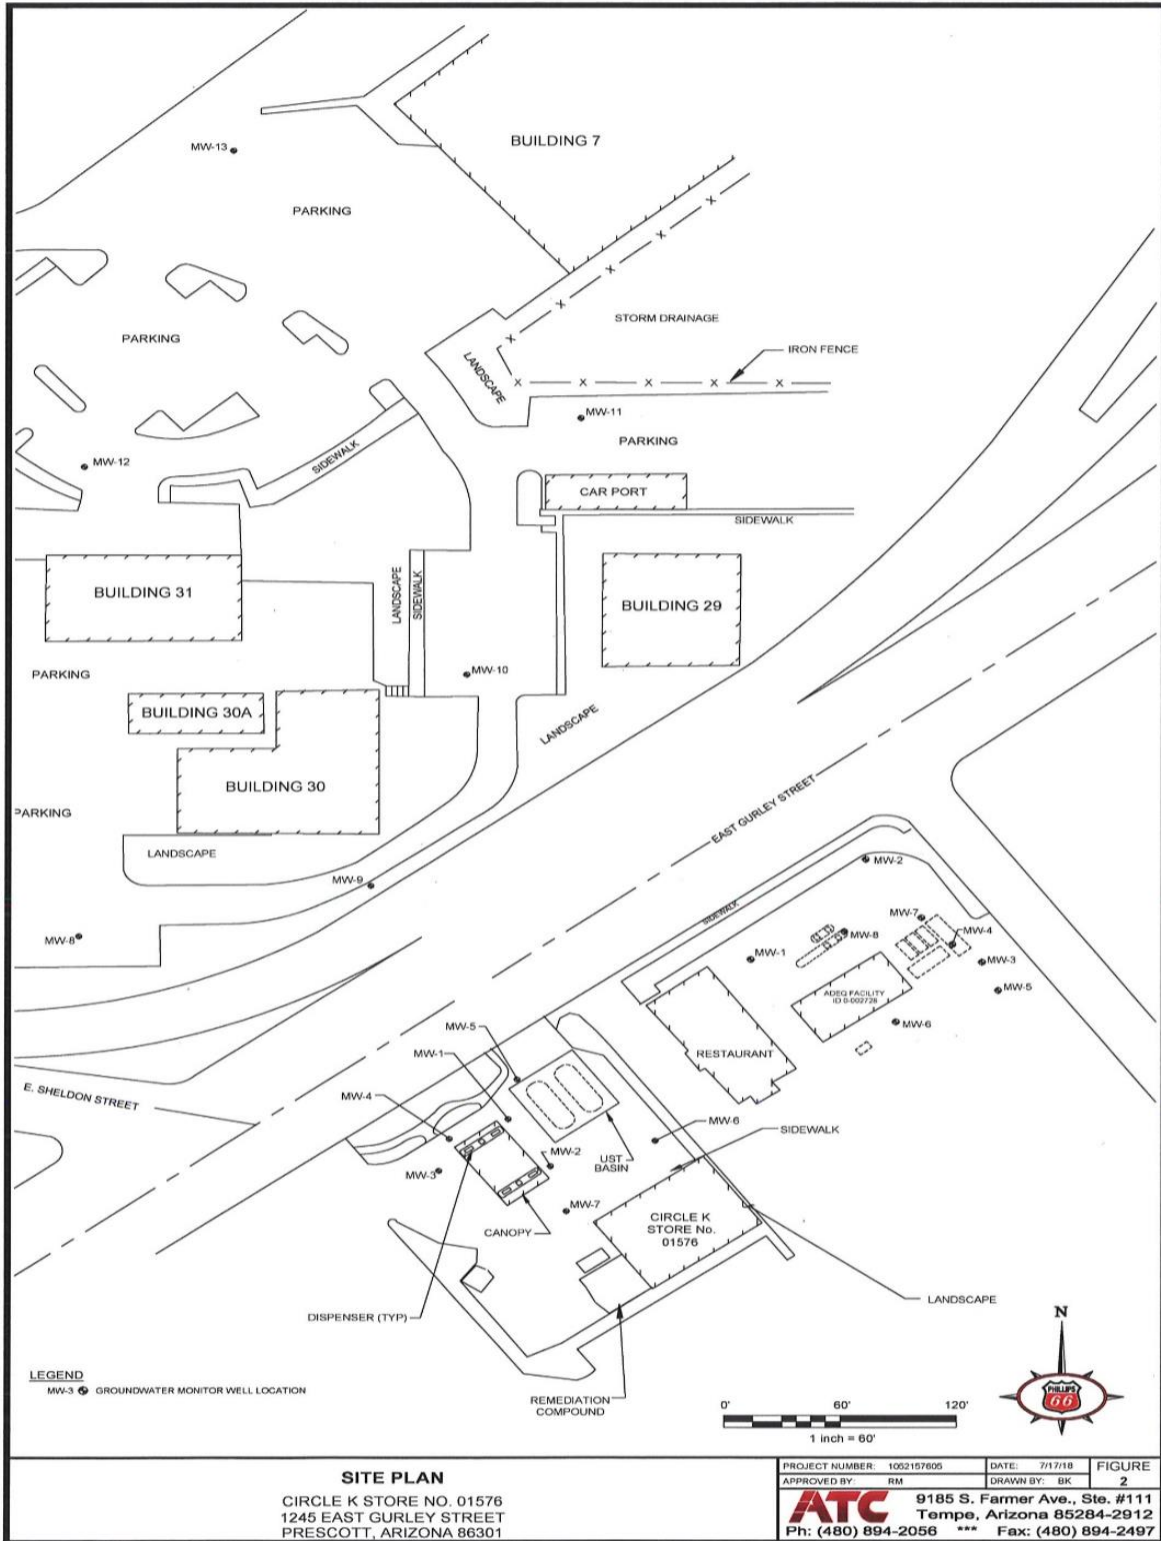 BUILDING 7
MW-13
PARKING
STORM DRAINAGE
PARKING
IRON FENCE
LANDSCAPE
MW-11
PARKING
SIDEWALK
MW-12
CAR PORT
SIDEWALK
BUILDING 31
LANDSCAPE
SIDEWALK
BUILDING 29
PARKING
MW-10
BUILDING 30A
LANDSCAPE
BUILDING 30
PARKING
EAST GURLEY STREET
LANDSCAPE
MW-9
MW-2
SIDEWALK
MW-7
MW-8
MW-8
MW-4
MW-1
MW-3
ADEQ FACILITY
ID 0-002728
MW-5
MW-6
MW-5
MW-1
RESTAURANT
E. SHELDON STREET
MW-4
MW-6
SIDEWALK
MW-2
UST
BASIN
MW-3
MW-7
CANOPY
CIRCLE K
STORE No.
01576
DISPENSER (TYP)
LANDSCAPE
N
LEGEND
MW-3 GROUNDWATER MONITOR WELL LOCATION
REMEDIATION
COMPOUND
PHILLIPS
66
0' 60' 120'
1 inch = 60'
SITE PLAN
CIRCLE K STORE NO. 01576
1245 EAST GURLEY STREET
PRESCOTT, ARIZONA 86301
PROJECT NUMBER: 1052157605 DATE: 7/17/18 FIGURE
APPROVED BY: RM DRAWN BY: BK 2
ATC
9185 S. Farmer Ave., Ste. #111
Tempe, Arizona 85284-2912
Ph: (480) 894-2056 *** Fax: (480) 894-2497